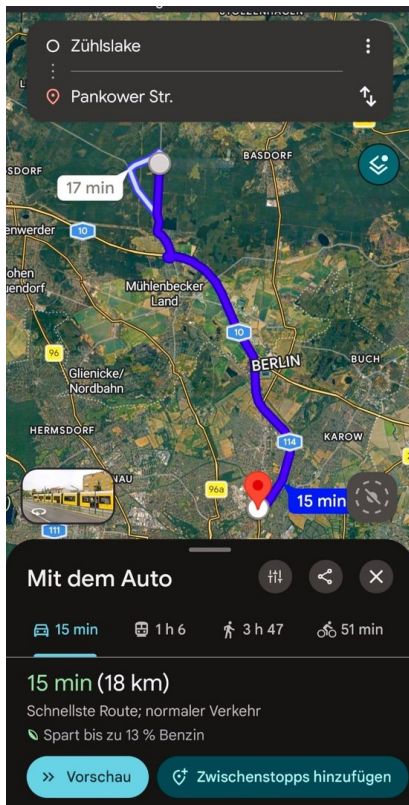 Zühlslake
Pankower Str.
BASDORF
17 min
10
Mühlenbecker
Land
10
96
BERLIN
BUCH
Glienicke/
Nordbahn
HERMSDORF
114
KAROW
96a
15 min
111
Mit dem Auto
15 min
1 h 6
3 h 47
51 min
15 min (18 km)
Schnellste Route; normaler Verkehr
Spart bis zu 13 % Benzin
Vorschau
Zwischenstopps hinzufügen